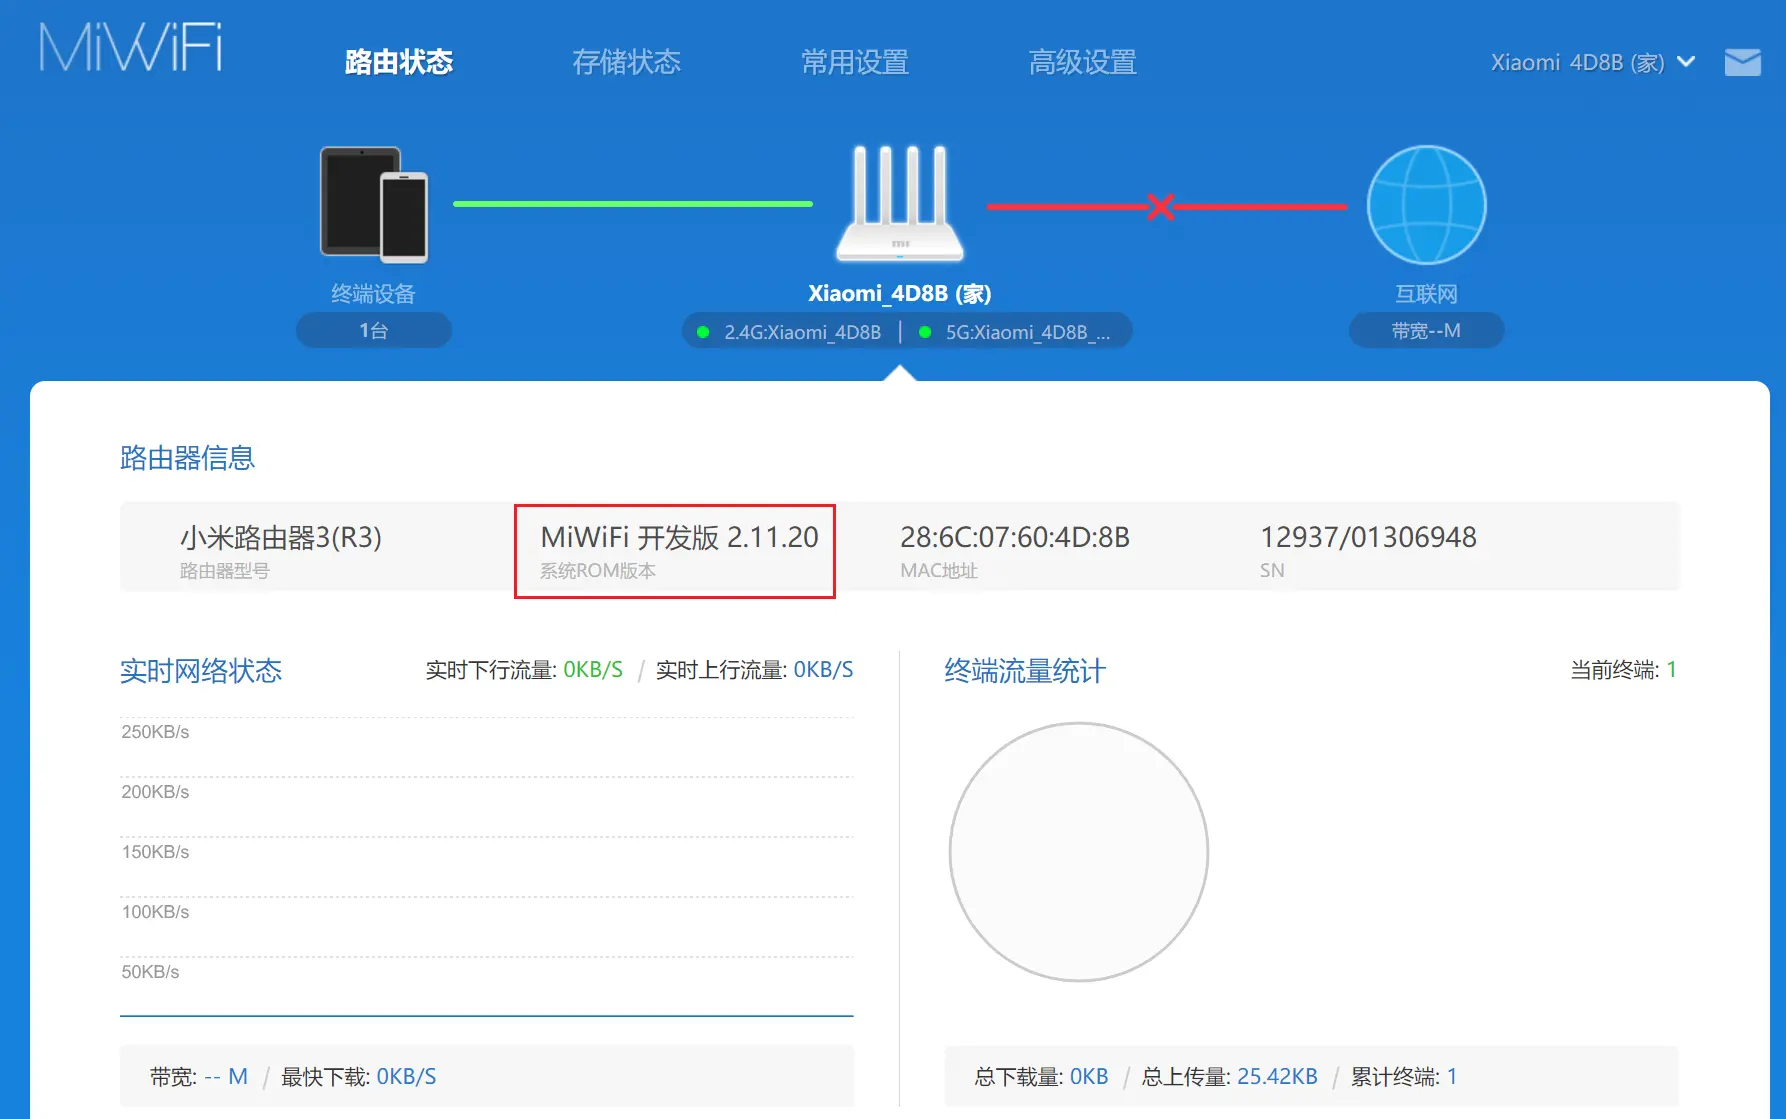 MiWiFi
路由状态
存储状态
常用设置
高级设置
Xiaomi_4D8B (家)
终端设备
1台
mi
Xiaomi_4D8B (家)
2.4G:Xiaomi_4D8B | 5G:Xiaomi_4D8B_...
互联网
带宽--M
路由器信息
小米路由器3(R3)
路由器型号
MiWiFi 开发版 2.11.20
系统ROM版本
28:6C:07:60:4D:8B
MAC地址
12937/01306948
SN
实时网络状态
实时下行流量: 0KB/S / 实时上行流量: 0KB/S
250KB/s
200KB/s
150KB/s
100KB/s
50KB/s
带宽: -- M / 最快下载: 0KB/S
终端流量统计
当前终端: 1
总下载量: 0KB / 总上传量: 25.42KB / 累计终端: 1